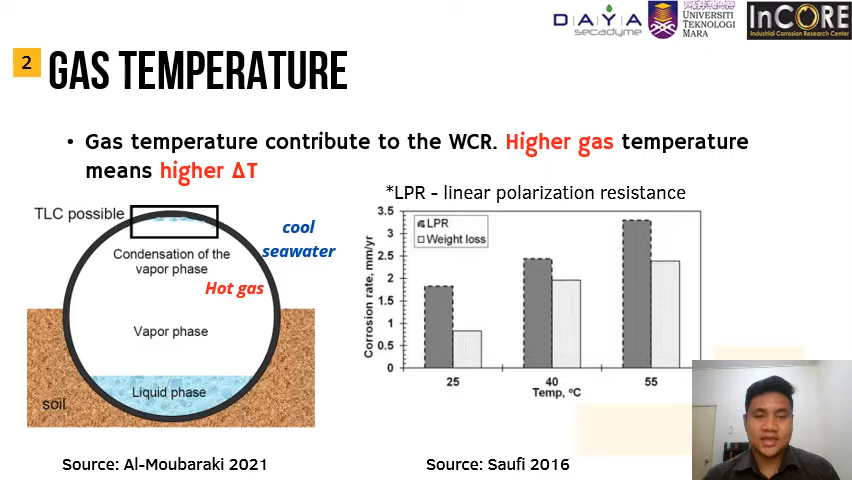 DAYA
secadyme
UNIVERSITI
TEKNOLOGI
MARA
InCORE
Industrial Corrosion Research Center
2
GAS TEMPERATURE
• Gas temperature contribute to the WCR. Higher gas temperature
means higher ΔT
*LPR - linear polarization resistance
TLC possible
cool
seawater
Condensation of the
vapor phase
Hot gas
Vapor phase
Liquid phase
soil
Corrosion rate, mm/yr
3.5
3
2.5
2
1.5
1
0.5
0
LPR
Weight loss
25
40
55
Temp, ºC
Source: Al-Moubaraki 2021
Source: Saufi 2016